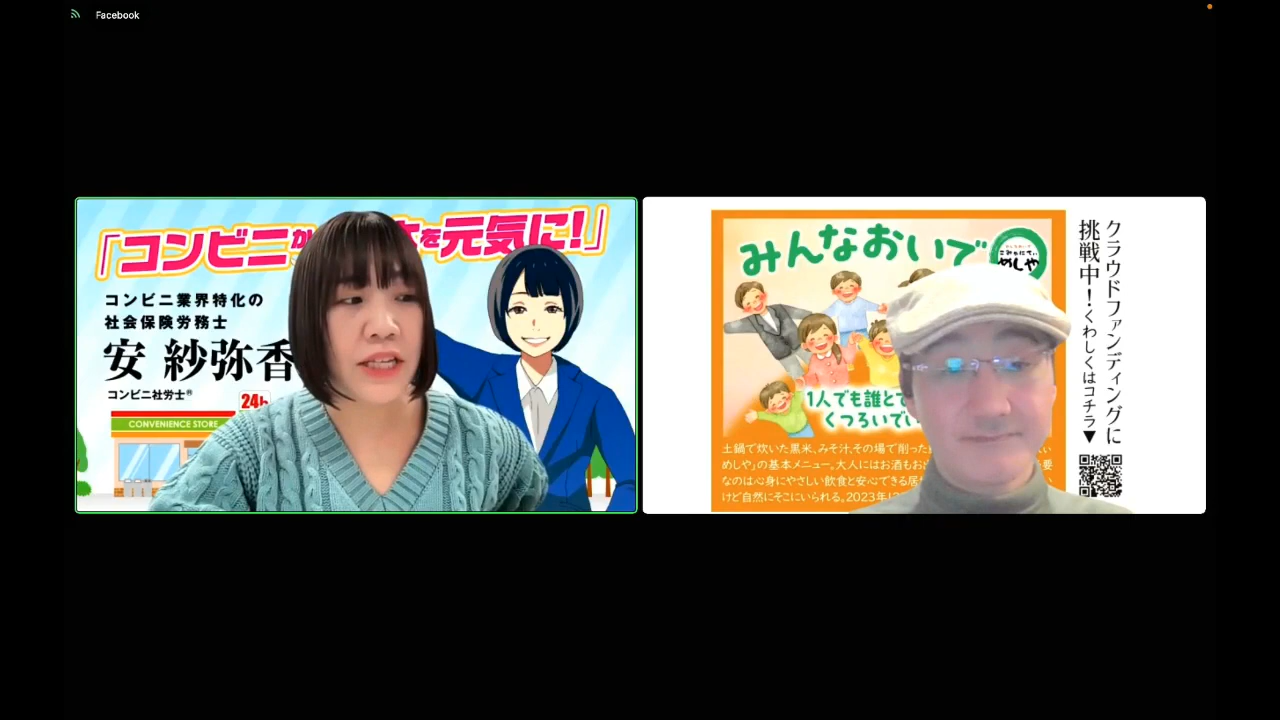 Facebook
「コンビニか
を元気に!」
コンビニ業界特化の
社会保険労務士
安 紗弥香
コンビニ社労士®
24h
CONVENIENCE STORE
みんなおいで
めしや
1人でも誰とで
くつろいでい
土鍋で炊いた黒米、みそ汁、その場で削った
めしや」の基本メニュー。大人にはお酒もお
なのは心身にやさしい飲食と安心できる居
けど自然にそこにいられる。2023年12
クラウドファンディングに
挑戦中!くわしくはコチラ▼